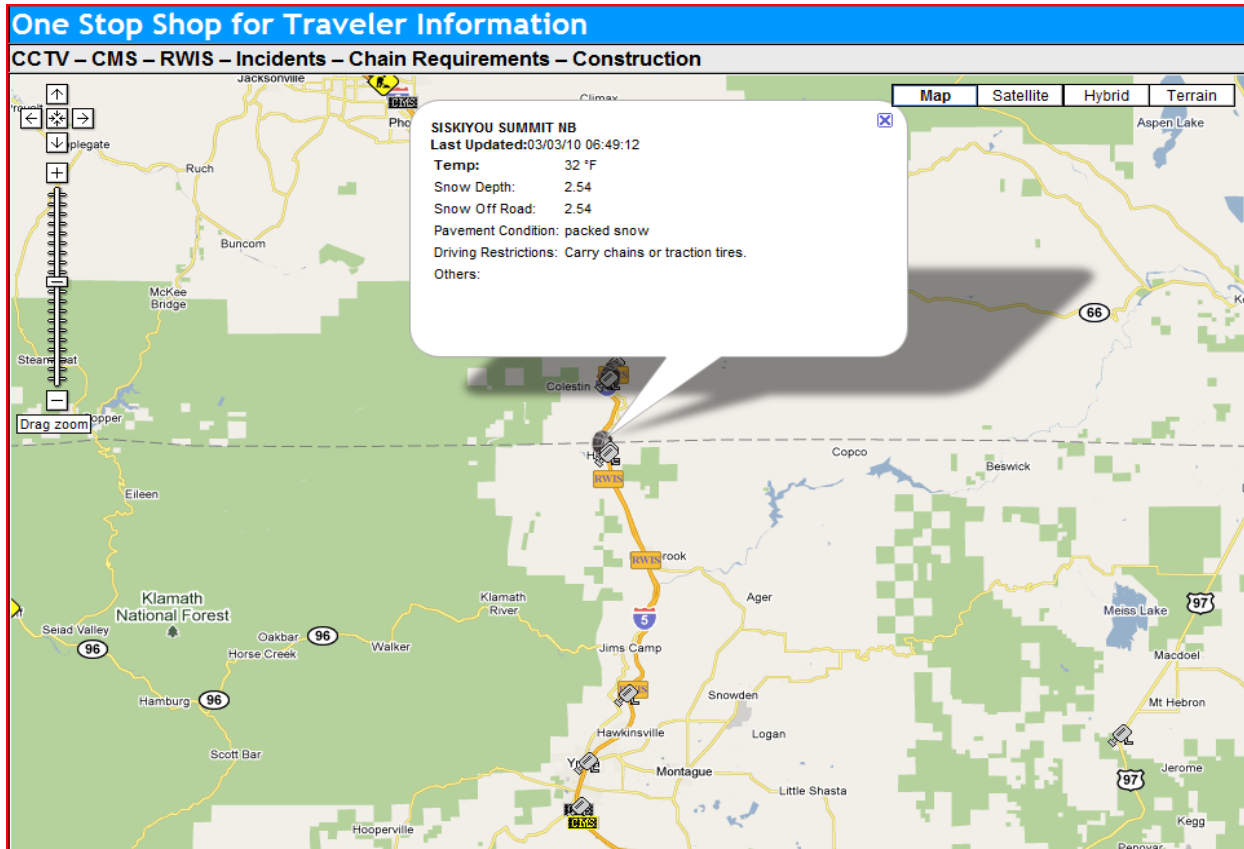 One Stop Shop for Traveler Information
CCTV – CMS – RWIS – Incidents – Chain Requirements – Construction
Jacksonville
Climax
Map Satellite Hybrid Terrain
CMS
Aspen Lake
SISKIYOU SUMMIT NB
Last Updated:03/03/10 06:49:12
Temp: 32 °F
Snow Depth: 2.54
Snow Off Road: 2.54
Pavement Condition: packed snow
Driving Restrictions: Carry chains or traction tires.
Others:
Ruch
Buncom
McKee
Bridge
66
Colestin
Drag zoom
Copco
Beswick
RWIS
Eileen
RWIS
Klamath
National Forest
Klamath
River
Ager
5
Meiss Lake
97
Seiad Valley
96
Oakbar
96
Horse Creek
Walker
Jims Camp
Macdoel
Hamburg
96
Snowden
Mt Hebron
Hawkinsville
Logan
Scott Bar
Montague
Jerome
97
Little Shasta
CMS
Hooperville
Kegg